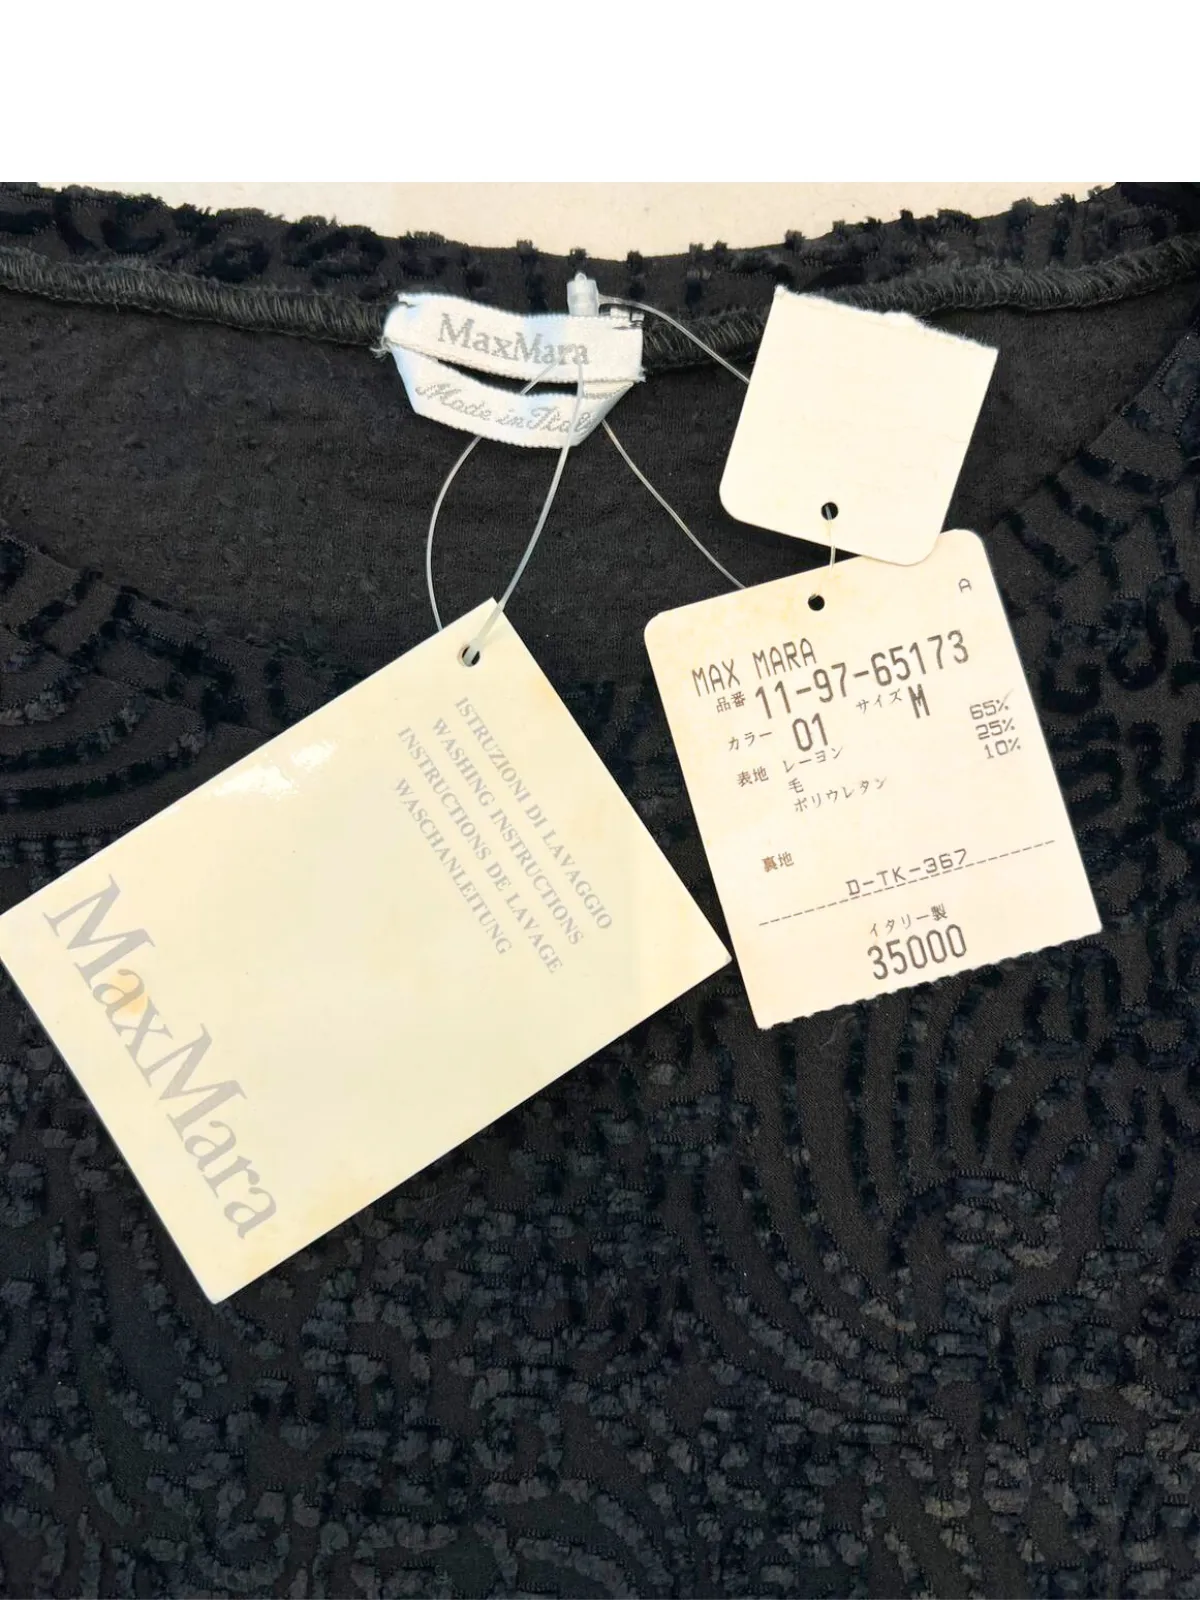 MaxMara
Made in Italy
A
MAX MARA
品番 11-97-65173
カラー 01 サイズ M
表地 レーヨン 65%
毛 25%
ポリウレタン 10%
裏地
D-TK-367
イタリー製
35000
ISTRUZIONI DI LAVAGGIO
WASHING INSTRUCTIONS
INSTRUCTIONS DE LAVAGE
WASCHANLEITUNG
MaxMara